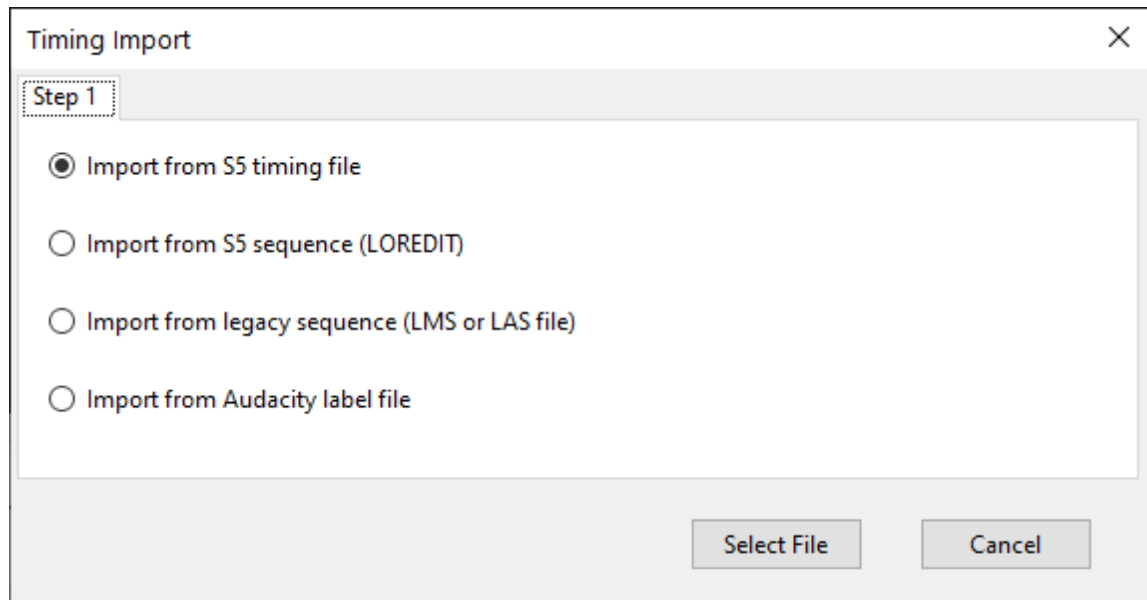 Timing Import
Step 1
Import from S5 timing file
Import from S5 sequence (LOREDIT)
Import from legacy sequence (LMS or LAS file)
Import from Audacity label file
Select File
Cancel